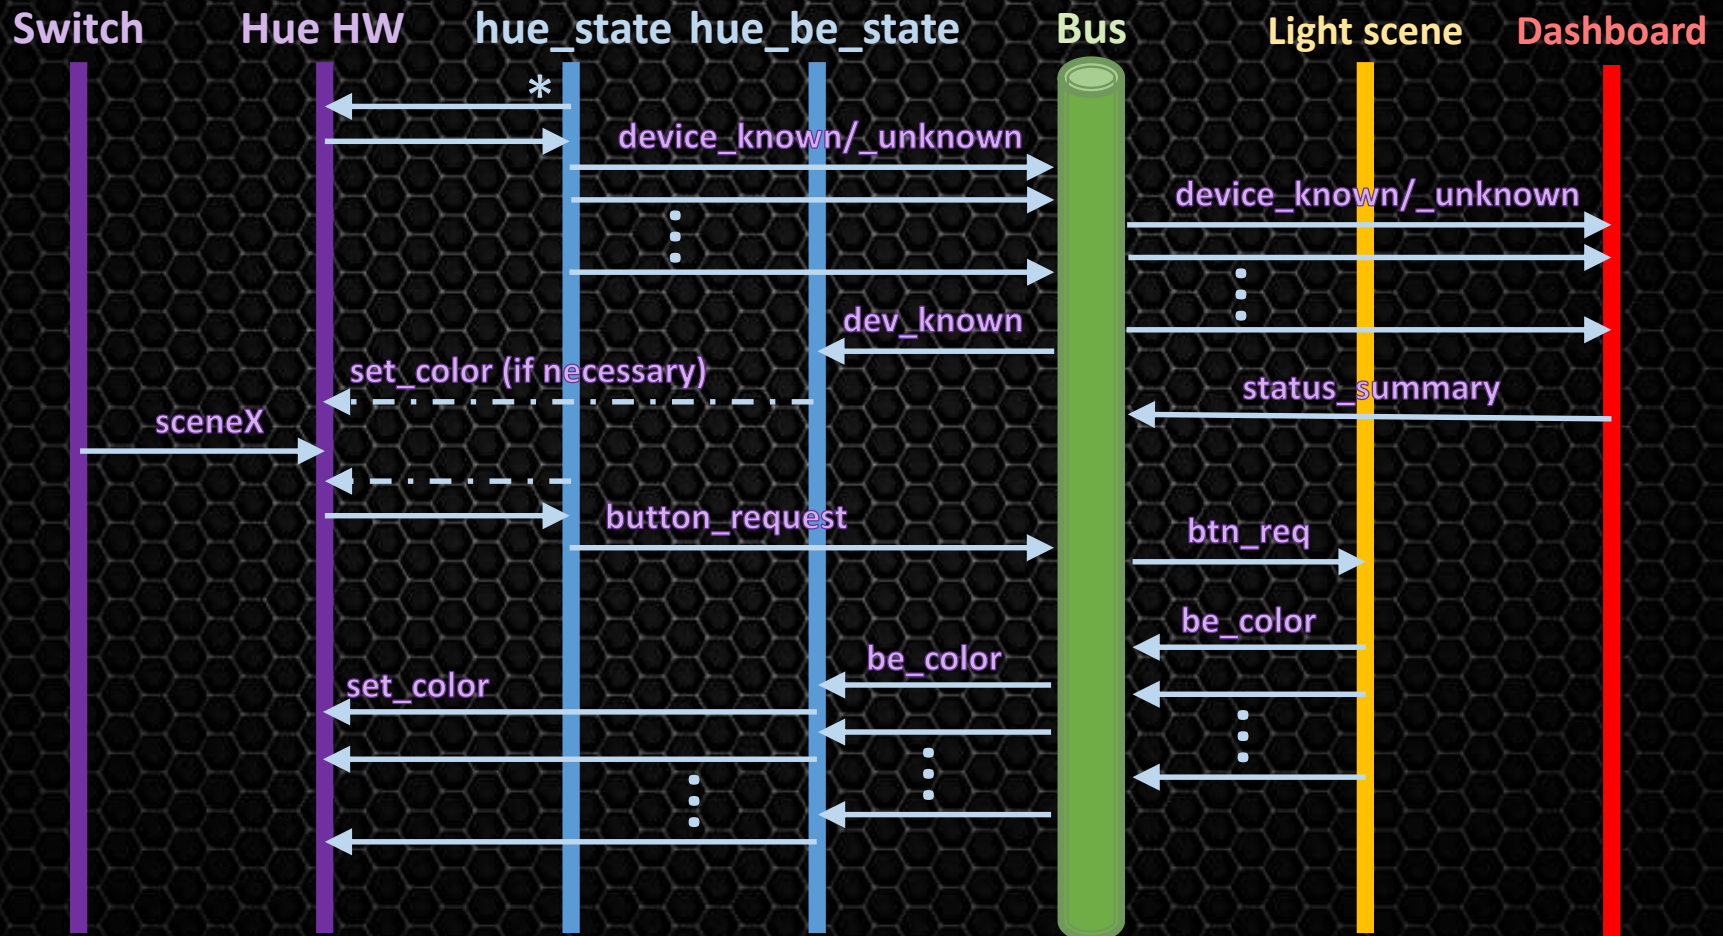 Switch
Hue HW
hue_state
hue_be_state
Bus
Light scene
Dashboard
*
device_known/_unknown
device_known/_unknown
dev_known
set_color (if necessary)
status_summary
sceneX
button_request
btn_req
be_color
be_color
set_color